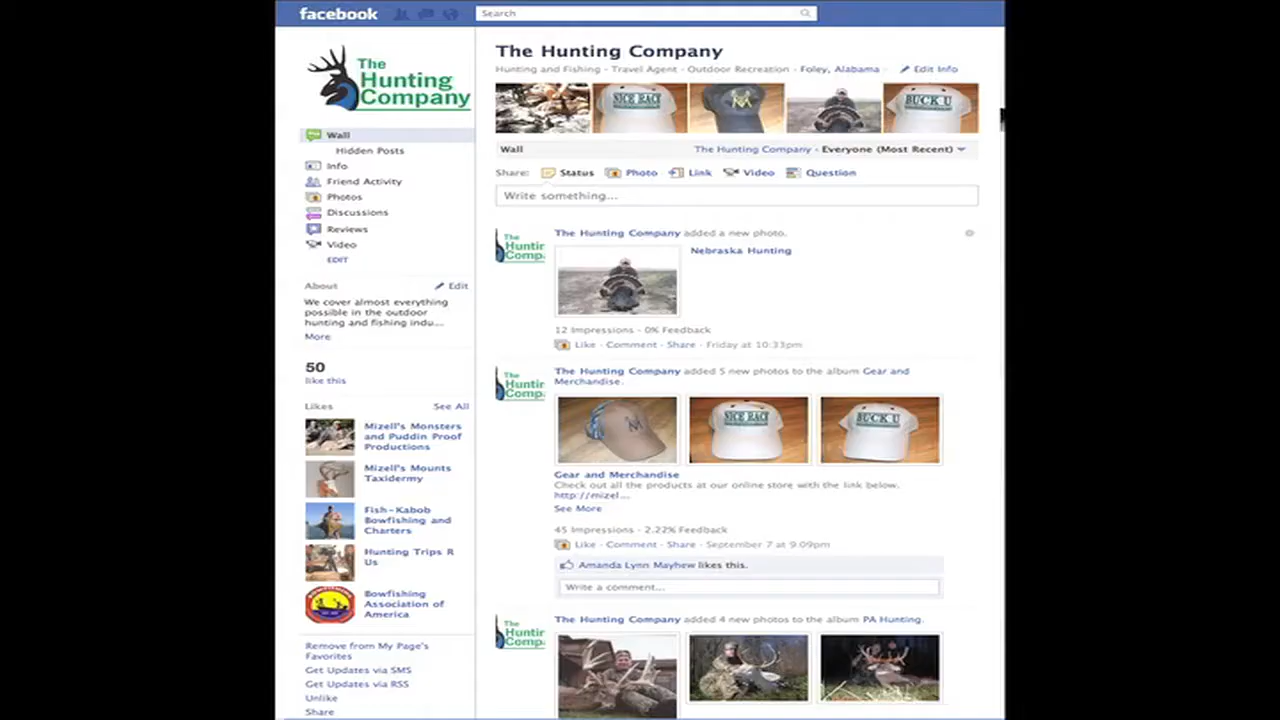 facebook
Search
The
Hunting
Company
Wall
Hidden Posts
Info
Friend Activity
Photos
Discussions
Reviews
Video
EDIT
About
Edit
We cover almost everything
possible in the outdoor
hunting and fishing indu...
More
50
like this
Likes
See All
Mizell's Monsters
and Puddin Proof
Productions
Mizell's Mounts
Taxidermy
Fish-Kabob
Bowfishing and
Charters
Hunting Trips R
Us
Bowfishing
Association of
America
Remove from My Page's
Favorites
Get Updates via SMS
Get Updates via RSS
Unlike
Share
The Hunting Company
Hunting and Fishing - Travel Agent - Outdoor Recreation - Foley, Alabama
Edit Info
NICE RACK
BUCK U
Wall
The Hunting Company - Everyone (Most Recent)
Share: Status Photo Link Video Question
Write something...
The Hunting Company added a new photo.
Nebraska Hunting
12 Impressions - 0% Feedback
Like - Comment - Share - Friday at 10:33pm
The Hunting Company added 5 new photos to the album Gear and
Merchandise.
NICE RACK
BUCK U
Gear and Merchandise
Check out all the products at our online store with the link below.
http://mizel...
See More
45 Impressions - 2.22% Feedback
Like - Comment - Share - September 7 at 9:09pm
Amanda Lynn Mayhew likes this.
Write a comment...
The Hunting Company added 4 new photos to the album PA Hunting.